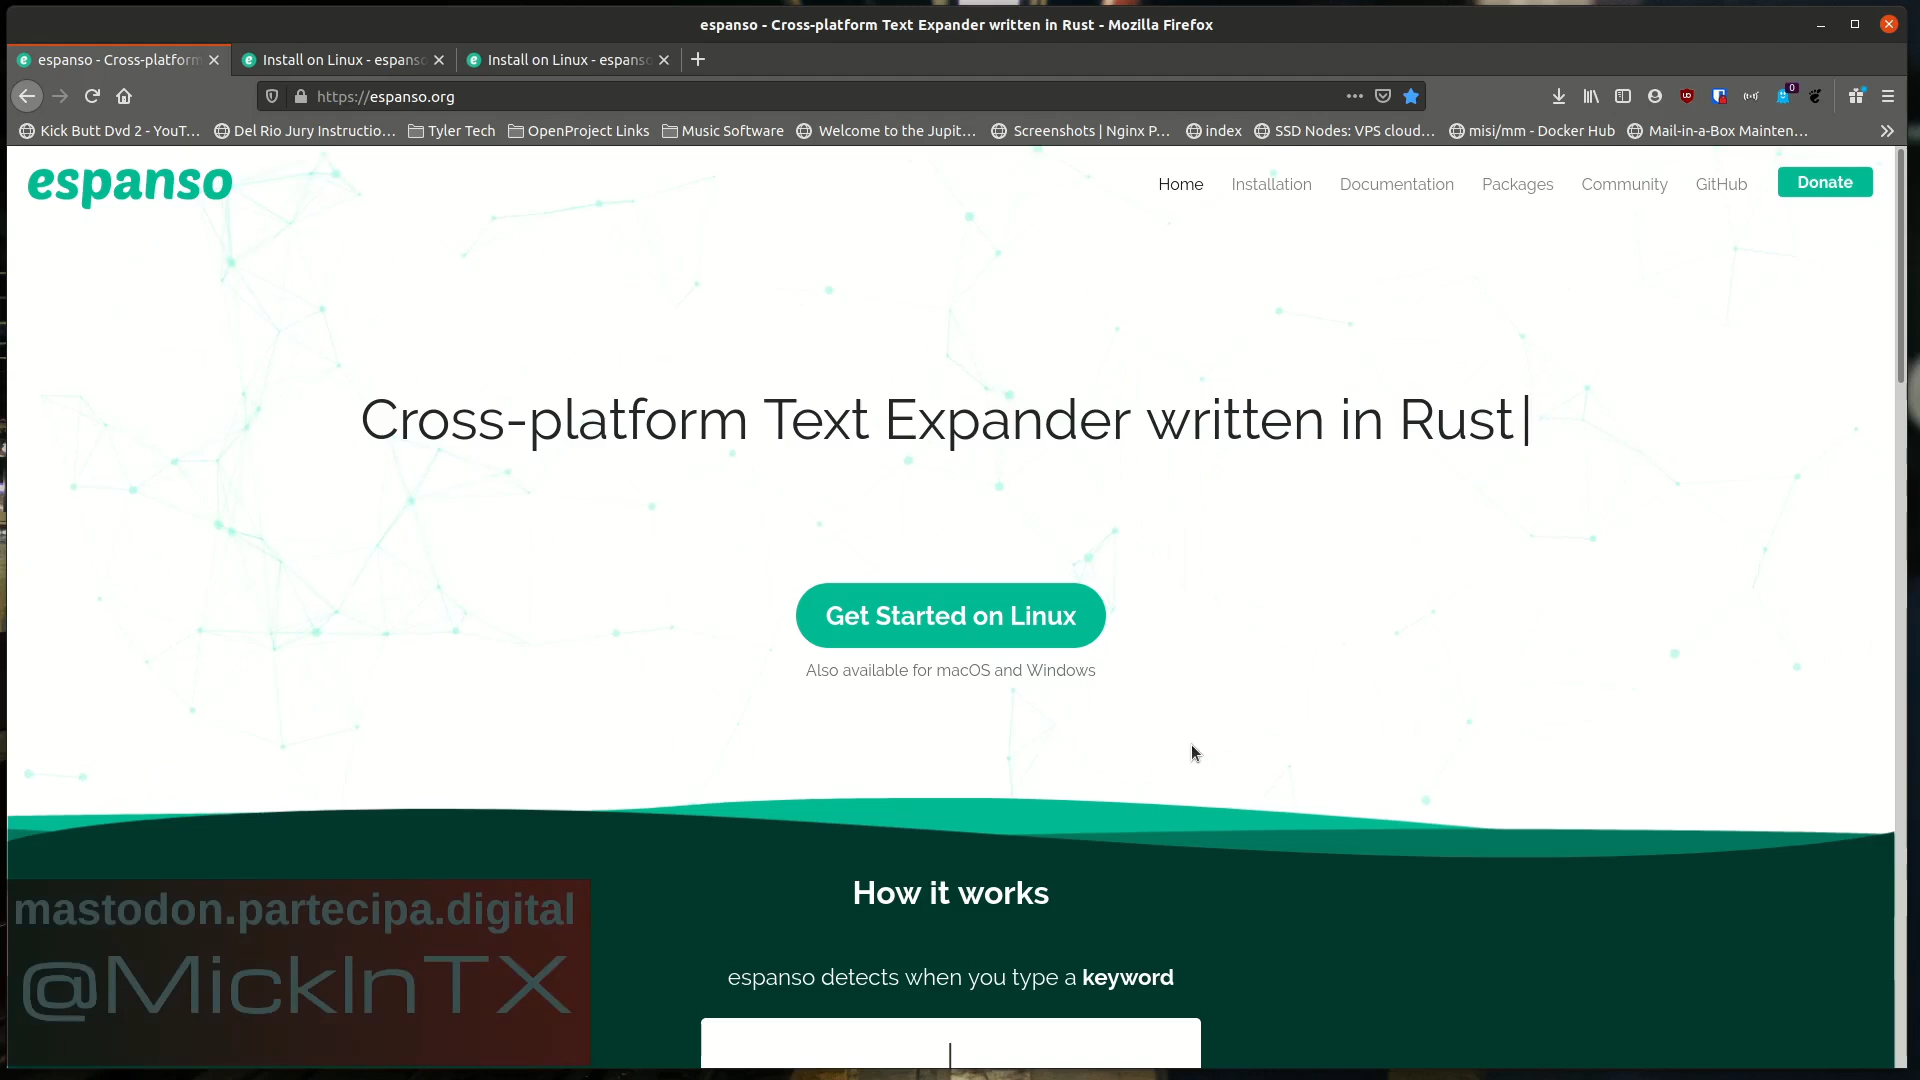 espanso - Cross-platform Text Expander written in Rust - Mozilla Firefox
espanso - Cross-platform
Install on Linux - espanso
Install on Linux - espanso
https://espanso.org
0
Kick Butt Dvd 2 - YouT…
Del Rio Jury Instructio…
Tyler Tech
OpenProject Links
Music Software
Welcome to the Jupit…
Screenshots | Nginx P…
index
SSD Nodes: VPS cloud…
misi/mm - Docker Hub
Mail-in-a-Box Mainten…
espanso
Home
Installation
Documentation
Packages
Community
GitHub
Donate
Cross-platform Text Expander written in Rust|
Get Started on Linux
Also available for macOS and Windows
How it works
espanso detects when you type a keyword
mastodon.partecipa.digital
@MickInTX